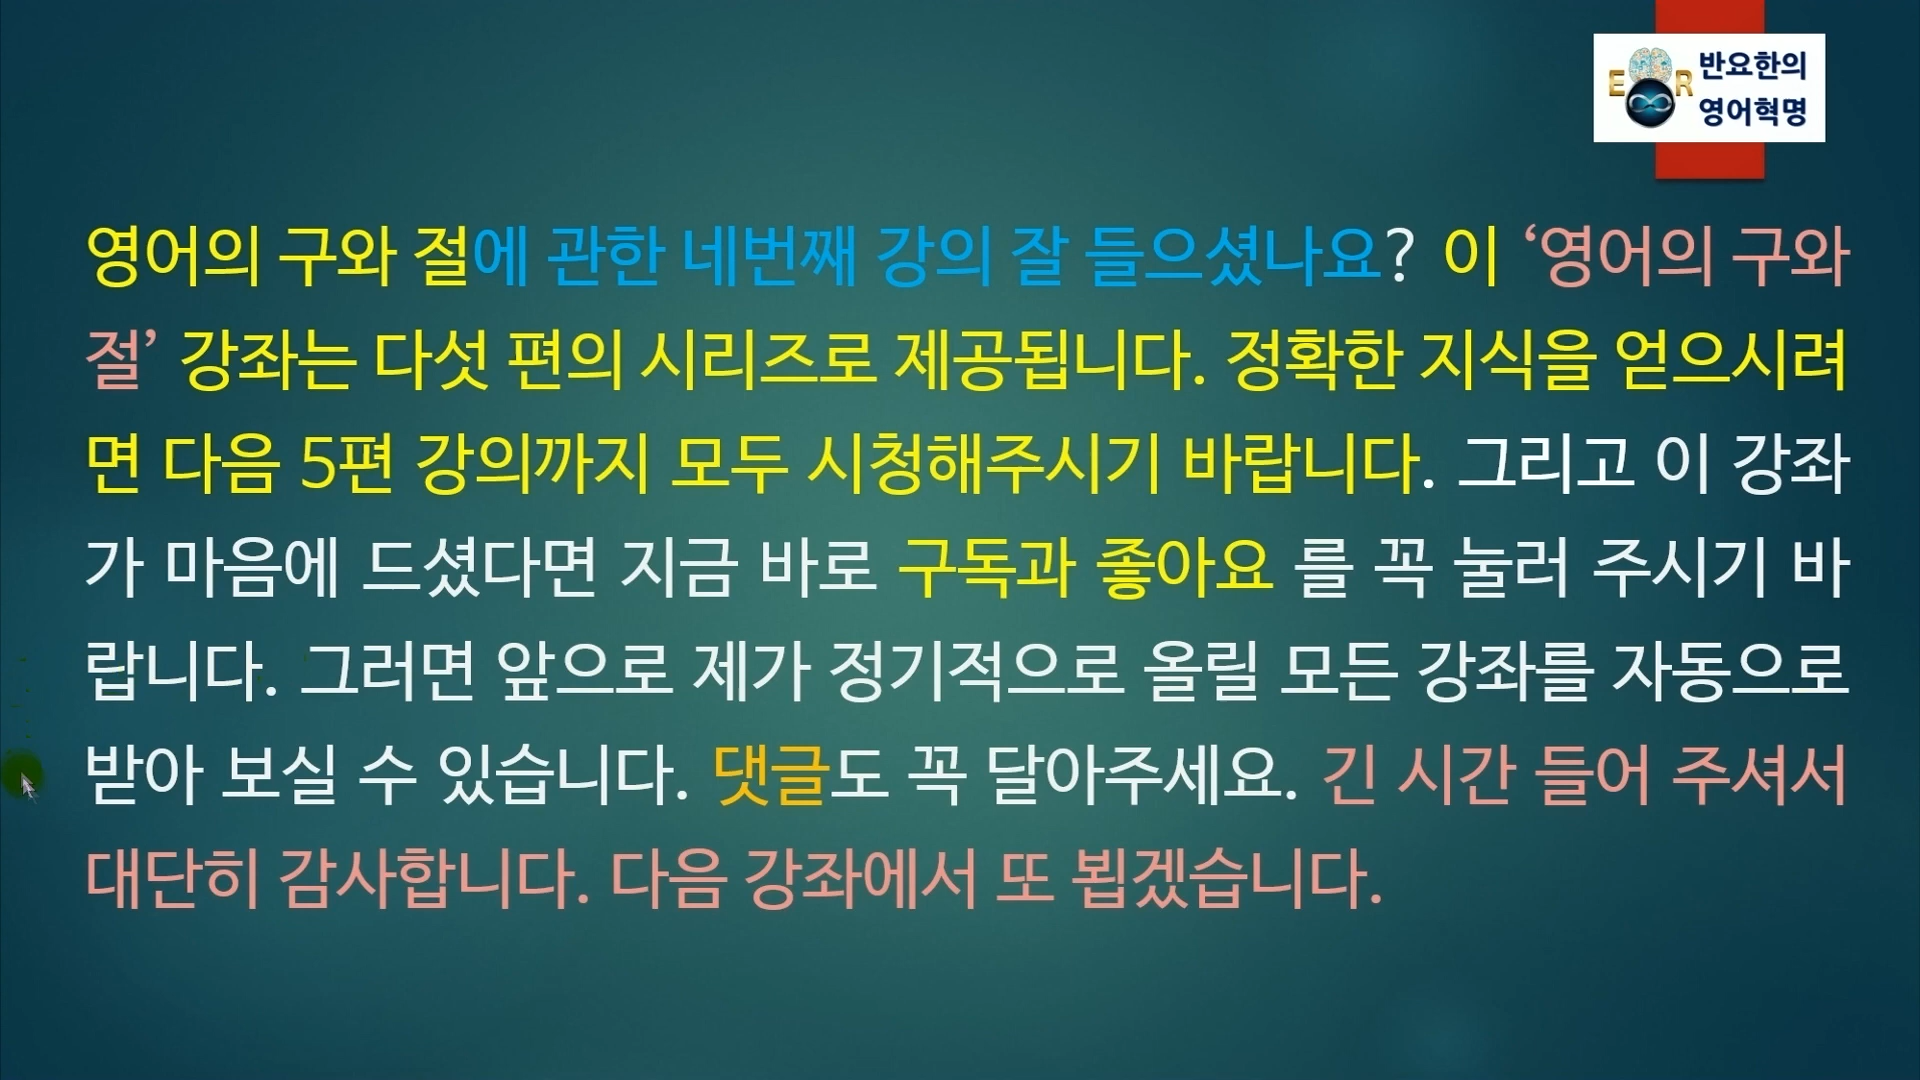 E R 반요한의
영어혁명
영어의 구와 절에 관한 네번째 강의 잘 들으셨나요? 이 ‘영어의 구와
절’ 강좌는 다섯 편의 시리즈로 제공됩니다. 정확한 지식을 얻으시려
면 다음 5편 강의까지 모두 시청해주시기 바랍니다. 그리고 이 강좌
가 마음에 드셨다면 지금 바로 구독과 좋아요 를 꼭 눌러 주시기 바
랍니다. 그러면 앞으로 제가 정기적으로 올릴 모든 강좌를 자동으로
받아 보실 수 있습니다. 댓글도 꼭 달아주세요. 긴 시간 들어 주셔서
대단히 감사합니다. 다음 강좌에서 또 뵙겠습니다.